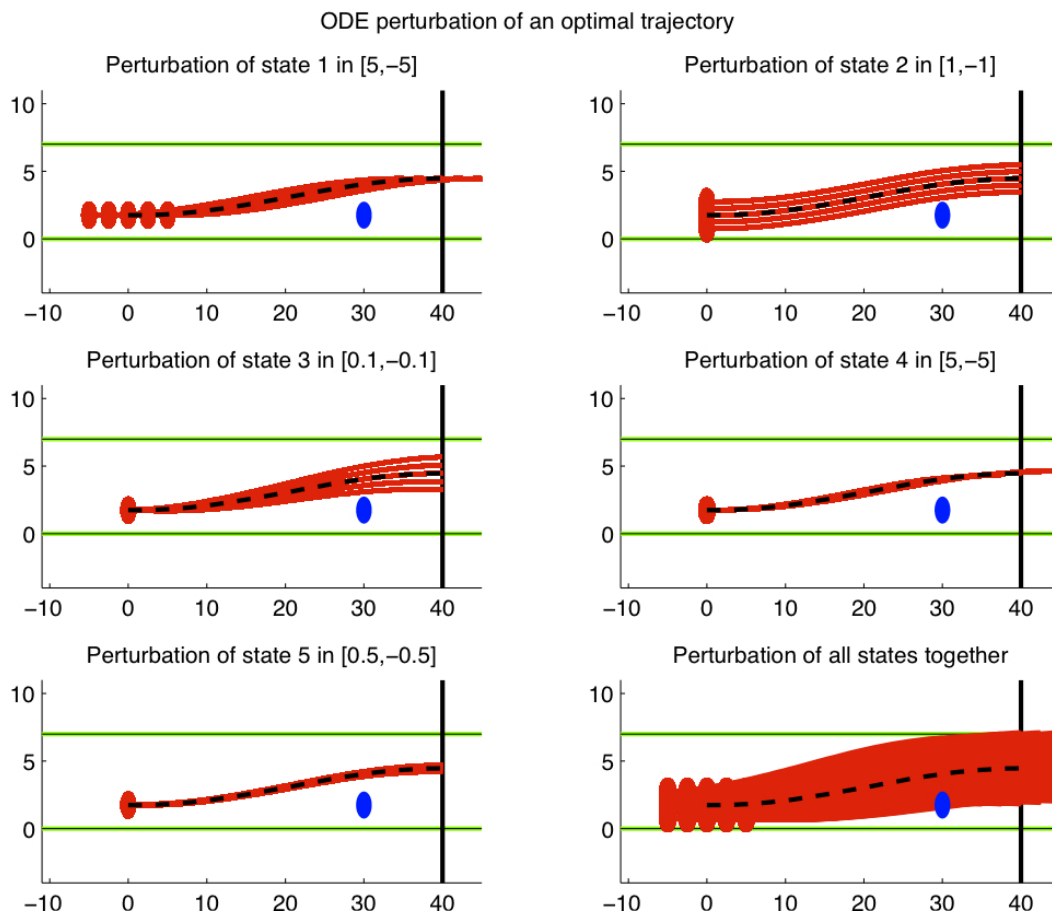 ODE perturbation of an optimal trajectory
Perturbation of state 1 in [5,−5]
10
5
0
−10 0 10 20 30 40
Perturbation of state 2 in [1,−1]
10
5
0
−10 0 10 20 30 40
Perturbation of state 3 in [0.1,−0.1]
10
5
0
−10 0 10 20 30 40
Perturbation of state 4 in [5,−5]
10
5
0
−10 0 10 20 30 40
Perturbation of state 5 in [0.5,−0.5]
10
5
0
−10 0 10 20 30 40
Perturbation of all states together
10
5
0
−10 0 10 20 30 40